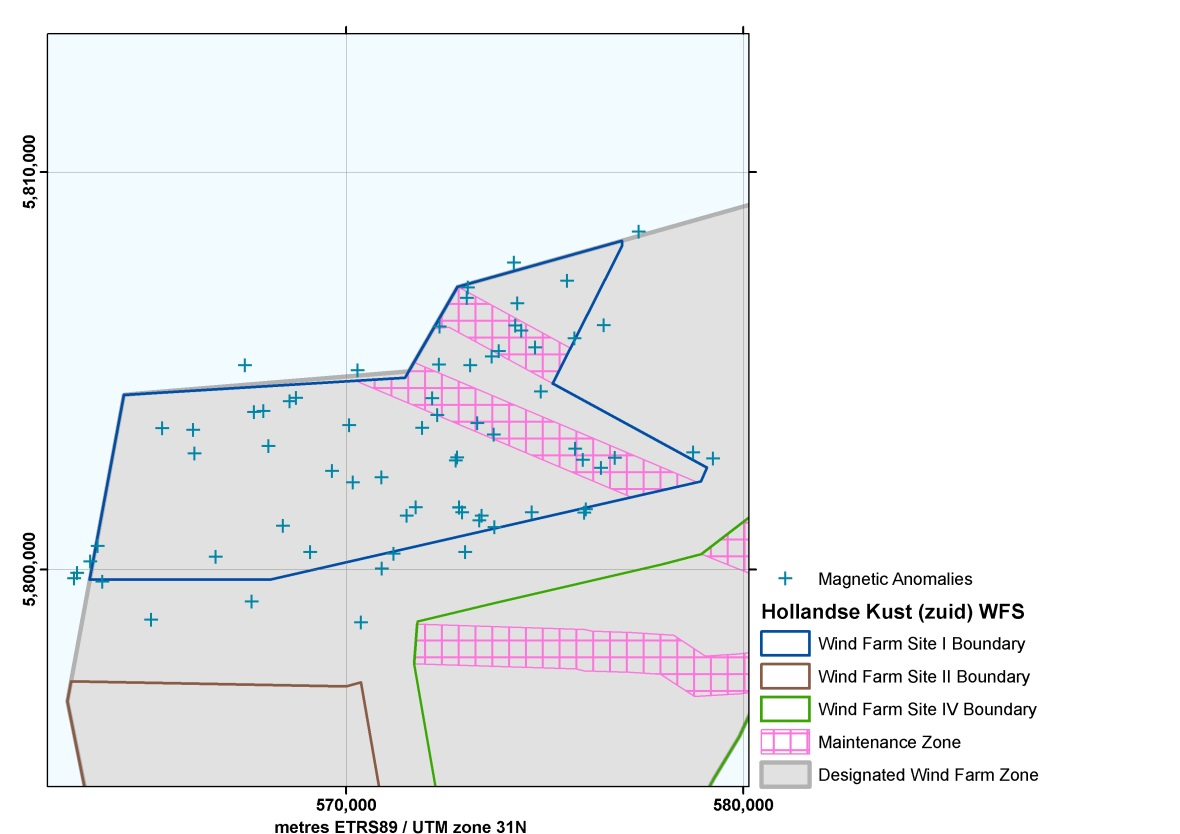 5,810,000
5,800,000
570,000
580,000
metres ETRS89 / UTM zone 31N
Magnetic Anomalies
Hollandse Kust (zuid) WFS
Wind Farm Site I Boundary
Wind Farm Site II Boundary
Wind Farm Site IV Boundary
Maintenance Zone
Designated Wind Farm Zone